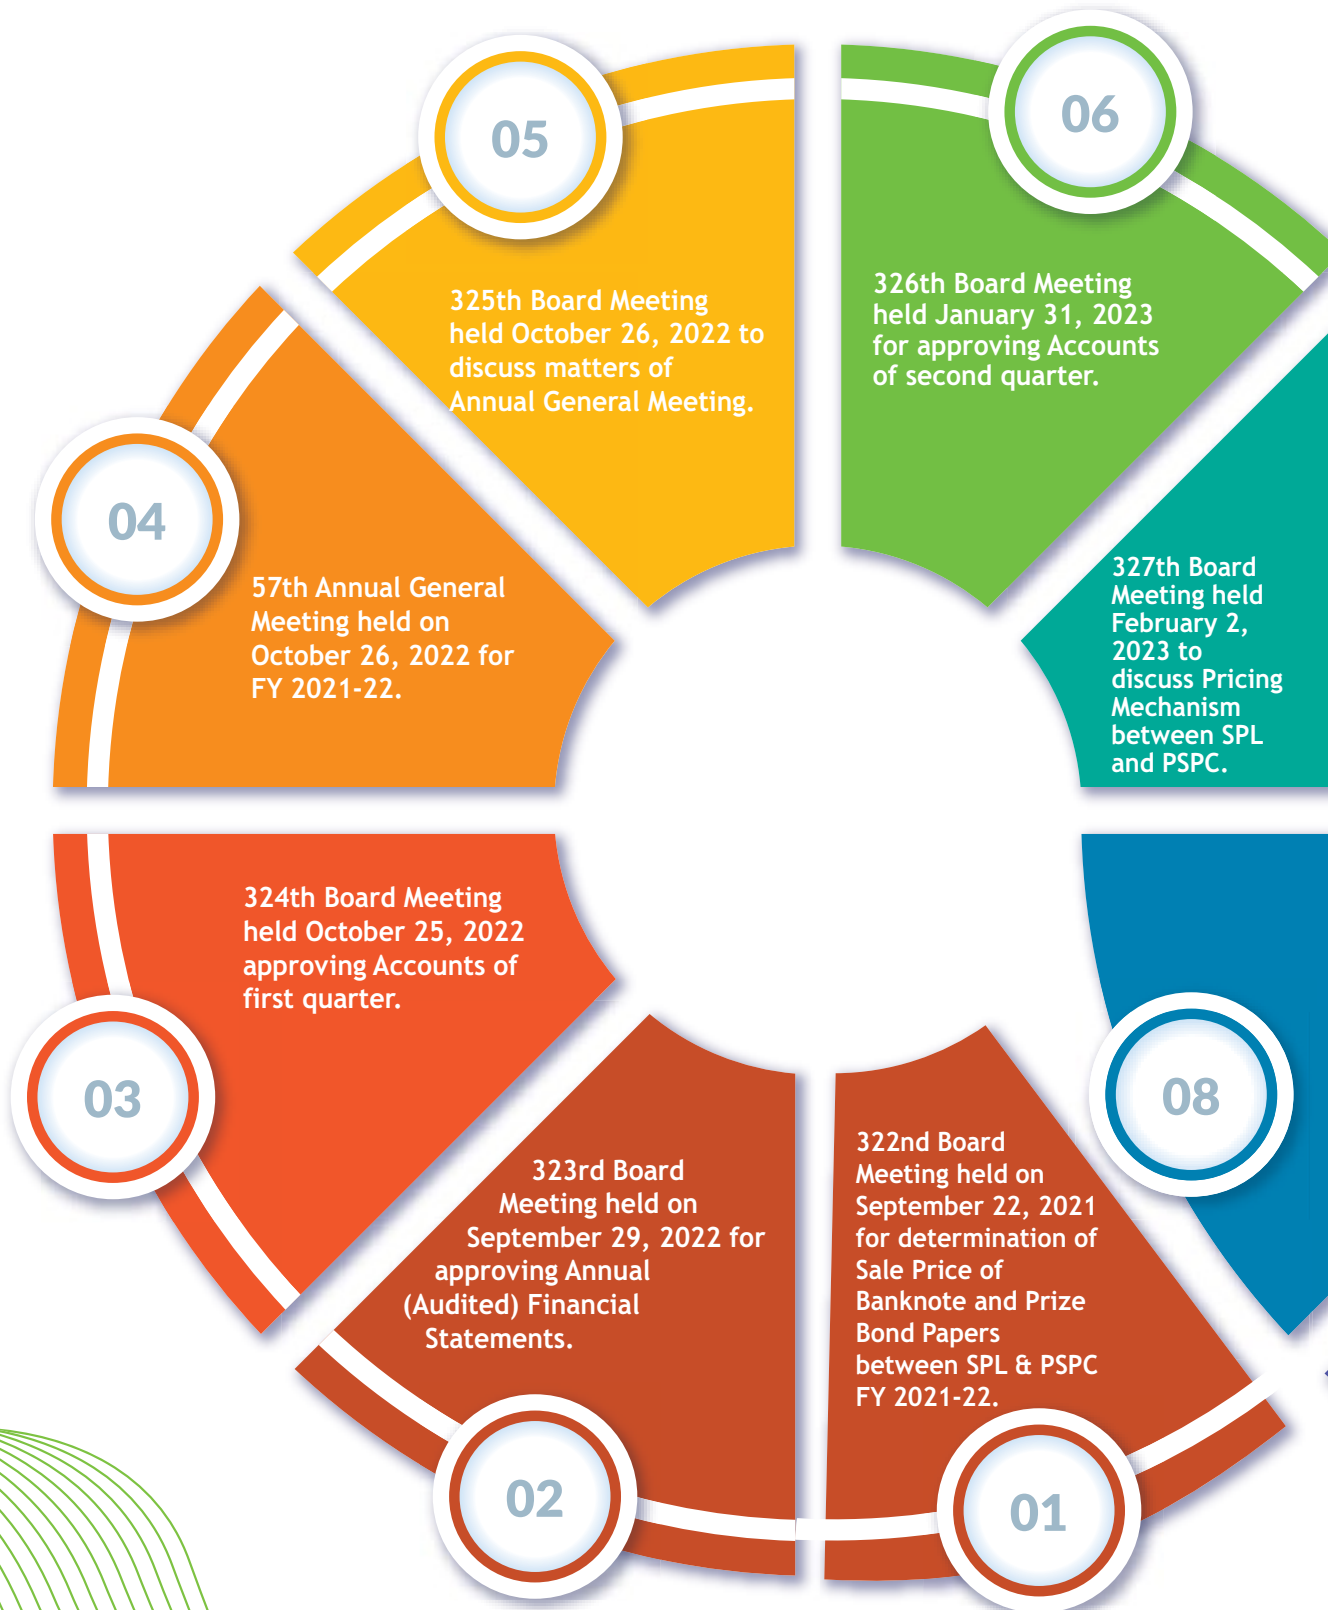 05
325th Board Meeting
held October 26, 2022 to
discuss matters of
Annual General Meeting.
06
326th Board Meeting
held January 31, 2023
for approving Accounts
of second quarter.
04
57th Annual General
Meeting held on
October 26, 2022 for
FY 2021-22.
327th Board
Meeting held
February 2,
2023 to
discuss Pricing
Mechanism
between SPL
and PSPC.
324th Board Meeting
held October 25, 2022
approving Accounts of
first quarter.
03
08
323rd Board
Meeting held on
September 29, 2022 for
approving Annual
(Audited) Financial
Statements.
02
322nd Board
Meeting held on
September 22, 2021
for determination of
Sale Price of
Banknote and Prize
Bond Papers
between SPL & PSPC
FY 2021-22.
01